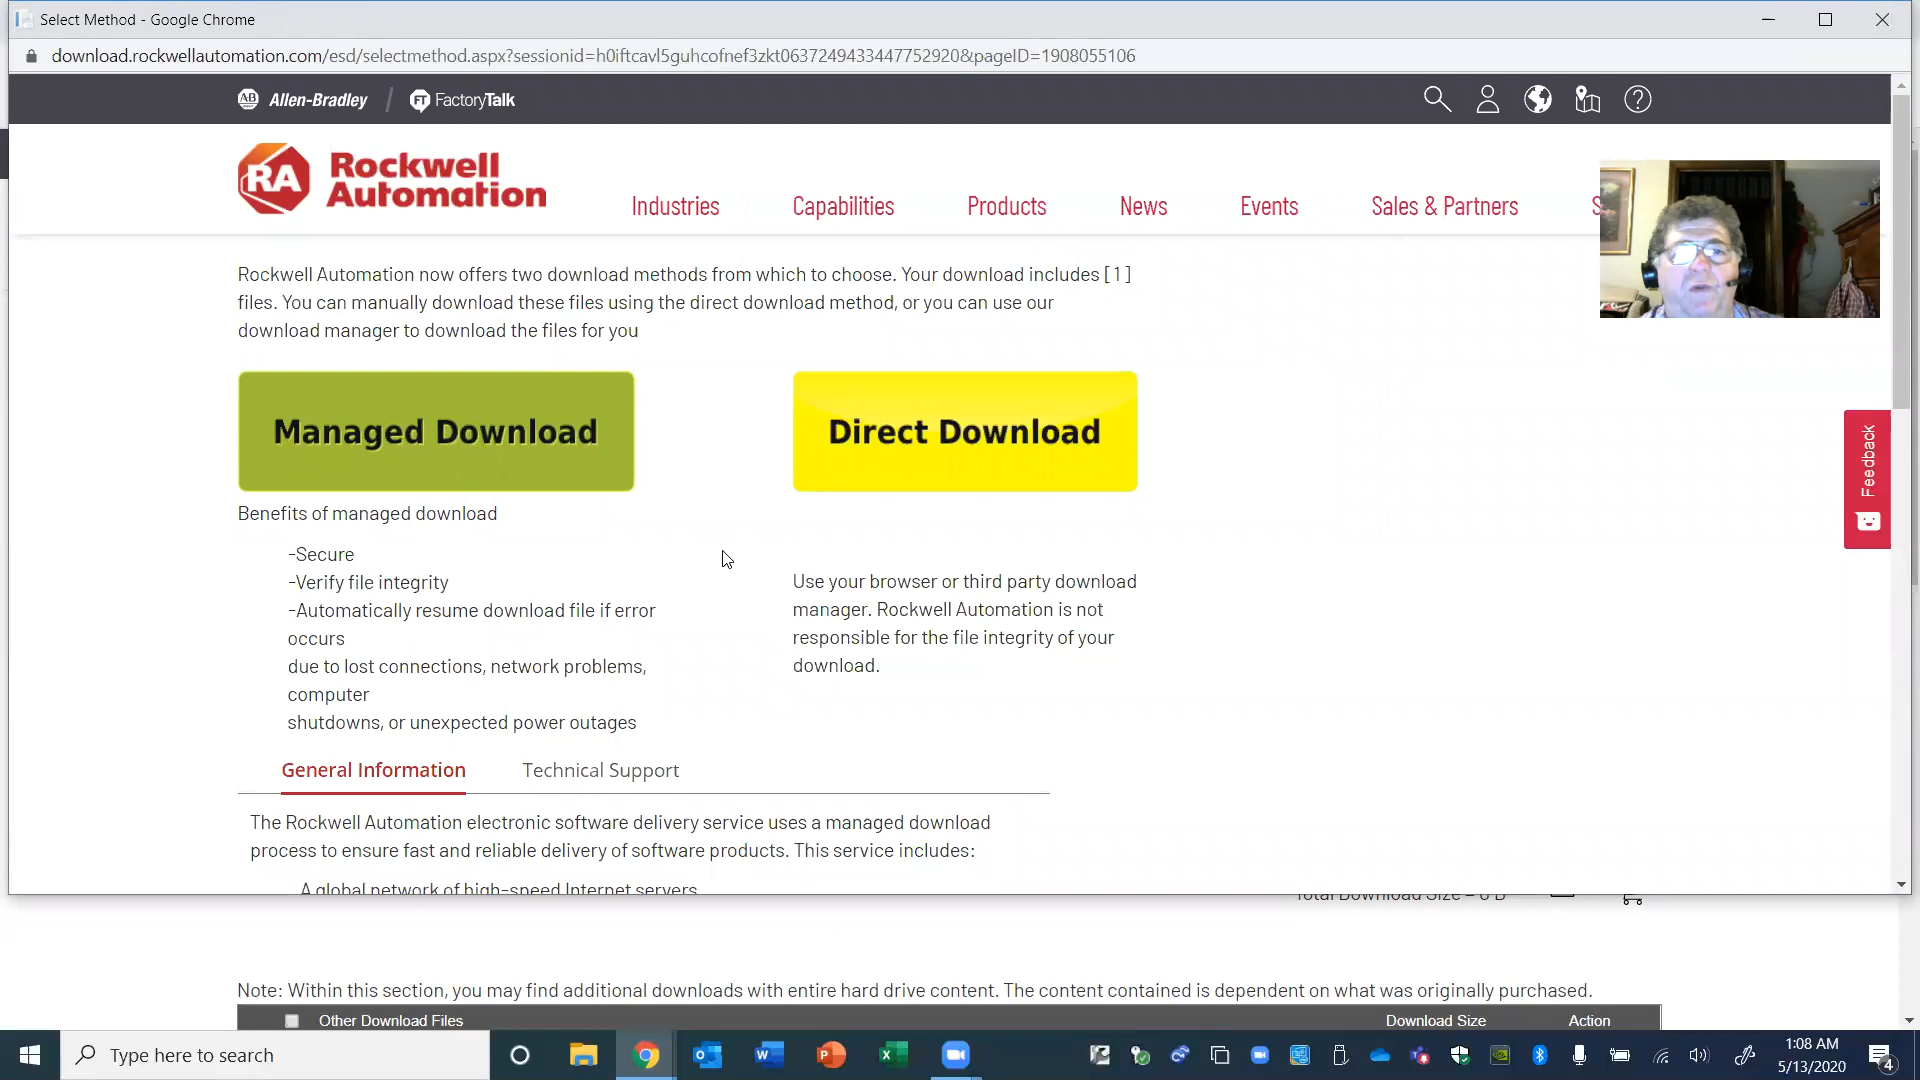 Select Method - Google Chrome
download.rockwellautomation.com/esd/selectmethod.aspx?sessionid=h0iftcavl5guhcofnef3zkt0637249433447752920&pageID=1908055106
AB Allen-Bradley / FT FactoryTalk
RA Rockwell Automation
Industries Capabilities Products News Events Sales & Partners
Rockwell Automation now offers two download methods from which to choose. Your download includes [1]
files. You can manually download these files using the direct download method, or you can use our
download manager to download the files for you
Managed Download
Direct Download
Feedback
Benefits of managed download
-Secure
-Verify file integrity
-Automatically resume download file if error
occurs
due to lost connections, network problems,
computer
shutdowns, or unexpected power outages
Use your browser or third party download
manager. Rockwell Automation is not
responsible for the file integrity of your
download.
General Information Technical Support
The Rockwell Automation electronic software delivery service uses a managed download
process to ensure fast and reliable delivery of software products. This service includes:
A global network of high-speed Internet servers
Total Download Size = 0 B
Note: Within this section, you may find additional downloads with entire hard drive content. The content contained is dependent on what was originally purchased.
Other Download Files Download Size Action
Type here to search
1:08 AM
5/13/2020
4